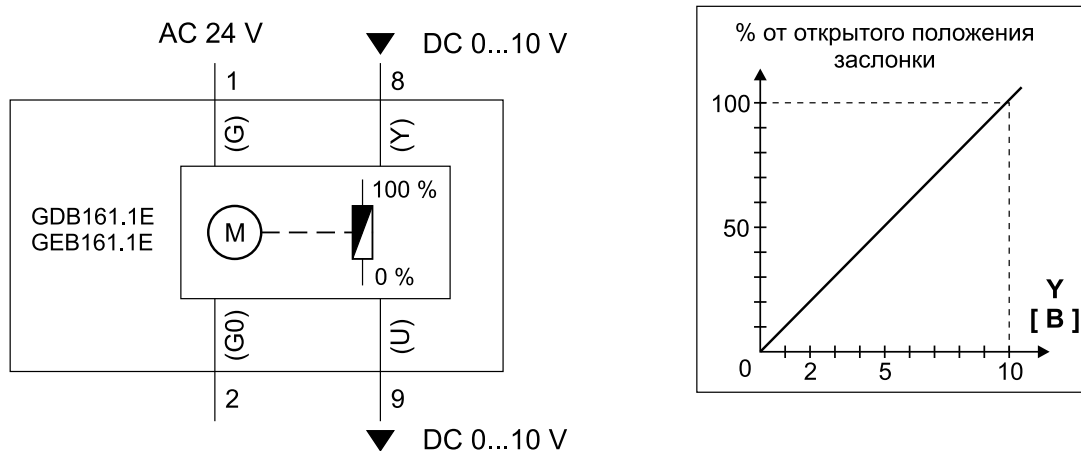 AC 24 V
DC 0...10 V
1
8
(G)
(Y)
100 %
GDB161.1E
GEB161.1E
M
0 %
(G0)
(U)
2
9
DC 0...10 V
% от открытого положения
заслонки
100
50
Y
[ В ]
0
2
5
10